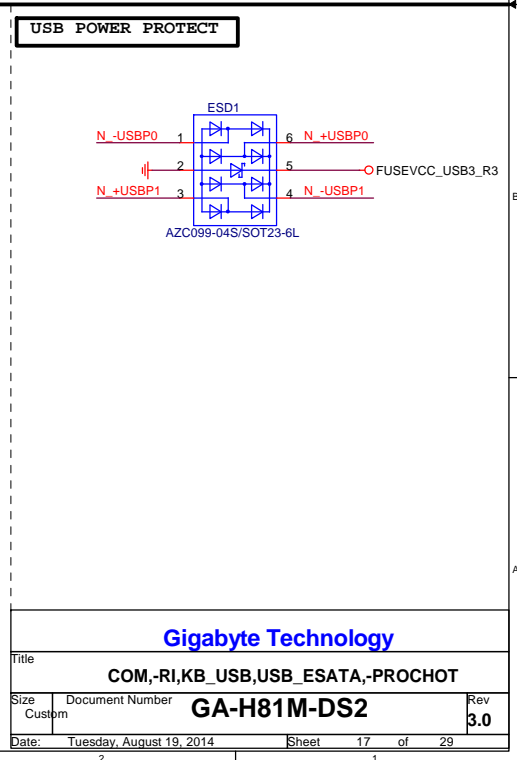 USB POWER PROTECT
ESD1
N_-USBP0 1 6 N_+USBP0
2 5 FUSEVCC_USB3_R3
N_+USBP1 3 4 N_-USBP1
AZC099-04S/SOT23-6L
B
A
Gigabyte Technology
Title
COM,-RI,KB_USB,USB_ESATA,-PROCHOT
Size Document Number Rev
Custom GA-H81M-DS2 3.0
Date: Tuesday, August 19, 2014 Sheet 17 of 29
2 1